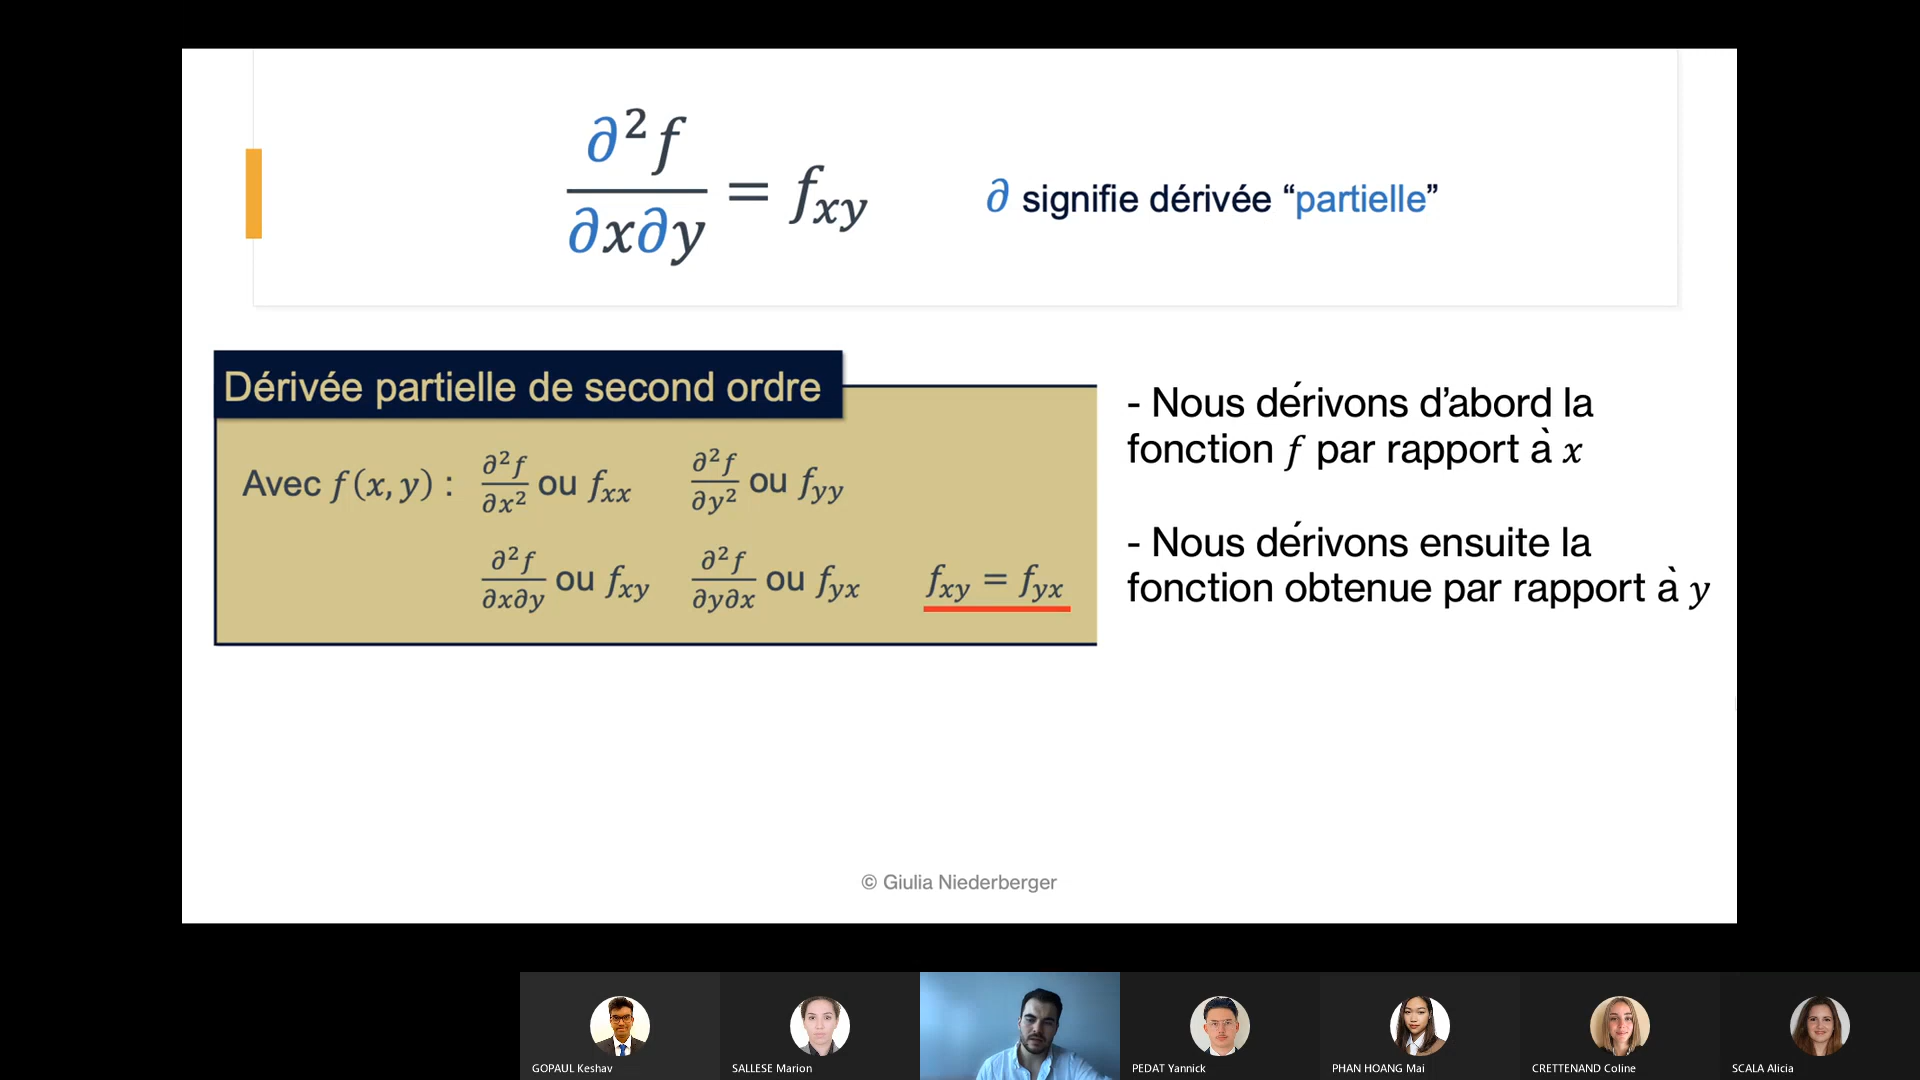 ∂²f / ∂x∂y = f_xy
∂ signifie dérivée “partielle”
Dérivée partielle de second ordre
Avec f(x, y) : ∂²f/∂x² ou f_xx ∂²f/∂y² ou f_yy
∂²f/∂x∂y ou f_xy ∂²f/∂y∂x ou f_yx f_xy = f_yx
- Nous dérivons d’abord la
fonction f par rapport à x
- Nous dérivons ensuite la
fonction obtenue par rapport à y
© Giulia Niederberger
GOPAUL Keshav
SALLESE Marion
PEDAT Yannick
PHAN HOANG Mai
CRETTENAND Coline
SCALA Alicia